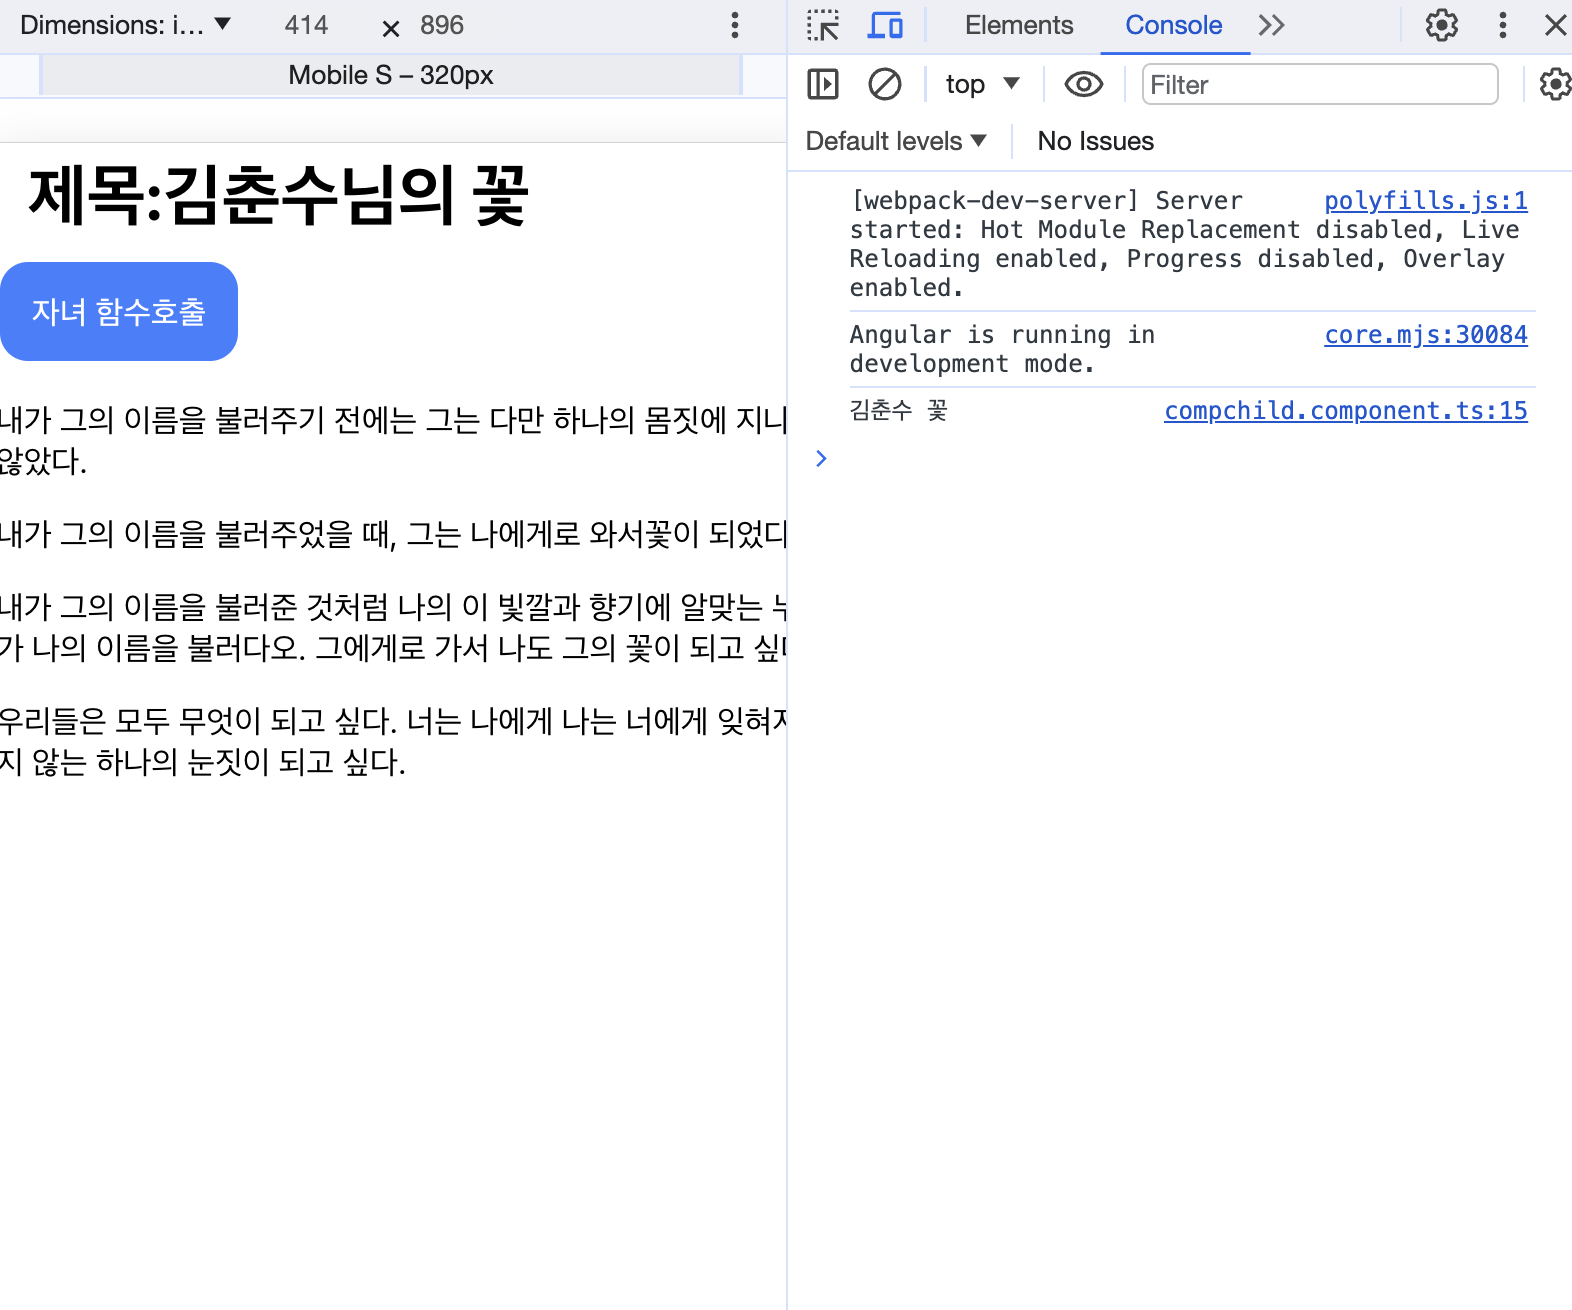 Dimensions: i... ▼ 414 × 896
Mobile S – 320px
제목:김춘수님의 꽃
자녀 함수호출
내가 그의 이름을 불러주기 전에는 그는 다만 하나의 몸짓에 지나
않았다.
내가 그의 이름을 불러주었을 때, 그는 나에게로 와서꽃이 되었다
내가 그의 이름을 불러준 것처럼 나의 이 빛깔과 향기에 알맞는
가 나의 이름을 불러다오. 그에게로 가서 나도 그의 꽃이 되고 싶다
우리들은 모두 무엇이 되고 싶다. 너는 나에게 나는 너에게 잊혀지
지 않는 하나의 눈짓이 되고 싶다.
Elements Console
top ▼ Filter
Default levels ▼ No Issues
[webpack-dev-server] Server polyfills.js:1
started: Hot Module Replacement disabled, Live
Reloading enabled, Progress disabled, Overlay
enabled.
Angular is running in core.mjs:30084
development mode.
김춘수 꽃 compchild.component.ts:15